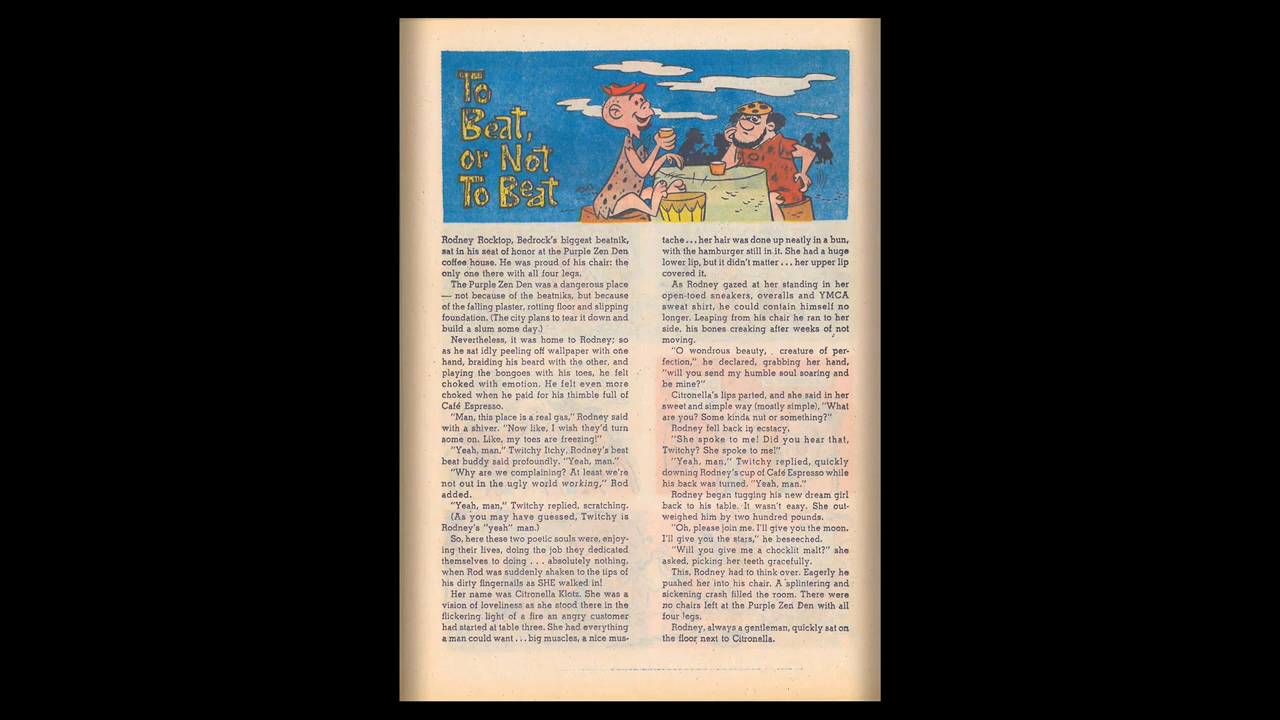 To
Beat,
or Not
To Beat
Rodney Rocktop, Bedrock's biggest beatnik,
sat in his seat of honor at the Purple Zen Den
coffee house. He was proud of his chair: the
only one there with all four legs.
The Purple Zen Den was a dangerous place
— not because of the beatniks, but because
of the falling plaster, rotting floor and slipping
foundation. (The city plans to tear it down and
build a slum some day.)
Nevertheless, it was home to Rodney; so
as he sat idly peeling off wallpaper with one
hand, braiding his beard with the other, and
playing the bongoes with his toes, he felt
choked with emotion. He felt even more
choked when he paid for his thimble full of
Café Espresso.
"Man, this place is a real gas," Rodney said
with a shiver. "Now like, I wish they'd turn
some on. Like, my toes are freezing!"
"Yeah, man," Twitchy Itchy. Rodney's best
beat buddy said profoundly. "Yeah, man."
"Why are we complaining? At least we're
not out in the ugly world working," Rod
added.
"Yeah, man," Twitchy replied, scratching.
(As you may have guessed, Twitchy is
Rodney's "yeah" man.)
So, here these two poetic souls were, enjoy-
ing their lives, doing the job they dedicated
themselves to doing . . . absolutely nothing,
when Rod was suddenly shaken to the tips of
his dirty fingernails as SHE walked in!
Her name was Citronella Klotz. She was a
vision of loveliness as she stood there in the
flickering light of a fire an angry customer
had started at table three. She had everything
a man could want . . . big muscles, a nice mus-
tache . . . her hair was done up neatly in a bun,
with the hamburger still in it. She had a huge
lower lip, but it didn't matter . . . her upper lip
covered it.
As Rodney gazed at her standing in her
open-toed sneakers, overalls and YMCA
sweat shirt, he could contain himself no
longer. Leaping from his chair he ran to her
side, his bones creaking after weeks of not
moving.
"O wondrous beauty, creature of per-
fection," he declared, grabbing her hand,
"will you send my humble soul soaring and
be mine?"
Citronella's lips parted, and she said in her
sweet and simple way (mostly simple), "What
are you? Some kinda nut or something?"
Rodney fell back in ecstacy.
"She spoke to me! Did you hear that,
Twitchy? She spoke to me!"
"Yeah, man," Twitchy replied, quickly
downing Rodney's cup of Café Espresso while
his back was turned. "Yeah, man."
Rodney began tugging his new dream girl
back to his table. It wasn't easy. She out-
weighed him by two hundred pounds.
"Oh, please join me. I'll give you the moon.
I'll give you the stars," he beseeched.
"Will you give me a chocklit malt?" she
asked, picking her teeth gracefully.
This, Rodney had to think over. Eagerly he
pushed her into his chair. A splintering and
sickening crash filled the room. There were
no chairs left at the Purple Zen Den with all
four legs.
Rodney, always a gentleman, quickly sat on
the floor next to Citronella.